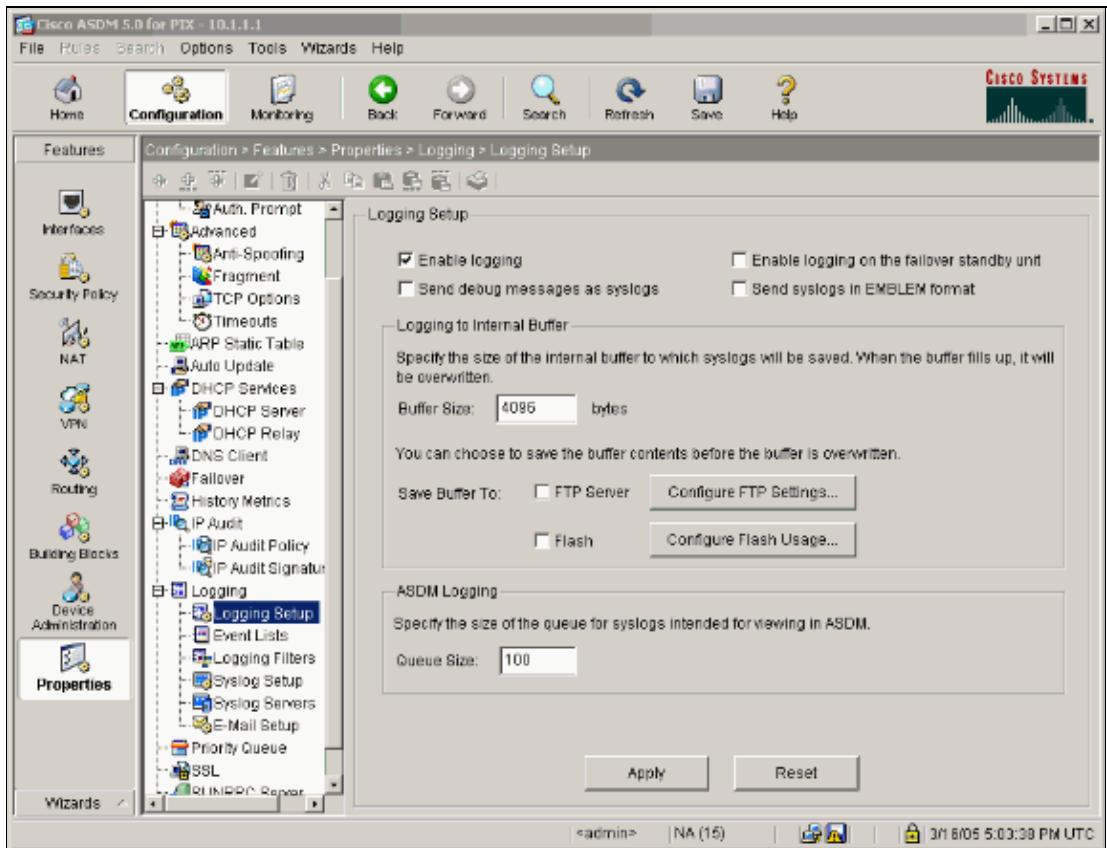 Cisco ASDM 5.0 for PIX - 10.1.1.1
File Rules Search Options Tools Wizards Help
Home Configuration Monitoring Back Forward Search Refresh Save Help
CISCO SYSTEMS
Features
Configuration > Features > Properties > Logging > Logging Setup
Interfaces
Security Policy
NAT
VPN
Routing
Building Blocks
Device Administration
Properties
Wizards
Auth. Prompt
Advanced
Anti-Spoofing
Fragment
TCP Options
Timeouts
ARP Static Table
Auto Update
DHCP Services
DHCP Server
DHCP Relay
DNS Client
Failover
History Metrics
IP Audit
IP Audit Policy
IP Audit Signatur
Logging
Logging Setup
Event Lists
Logging Filters
Syslog Setup
Syslog Servers
E-Mail Setup
Priority Queue
SSL
SUNRPC Server
Logging Setup
Enable logging
Enable logging on the failover standby unit
Send debug messages as syslogs
Send syslogs in EMBLEM format
Logging to Internal Buffer
Specify the size of the internal buffer to which syslogs will be saved. When the buffer fills up, it will
be overwritten.
Buffer Size: 4096 bytes
You can choose to save the buffer contents before the buffer is overwritten.
Save Buffer To: FTP Server Configure FTP Settings...
Flash Configure Flash Usage...
ASDM Logging
Specify the size of the queue for syslogs intended for viewing in ASDM.
Queue Size: 100
Apply Reset
<admin> NA (15) 3/16/05 5:03:38 PM UTC